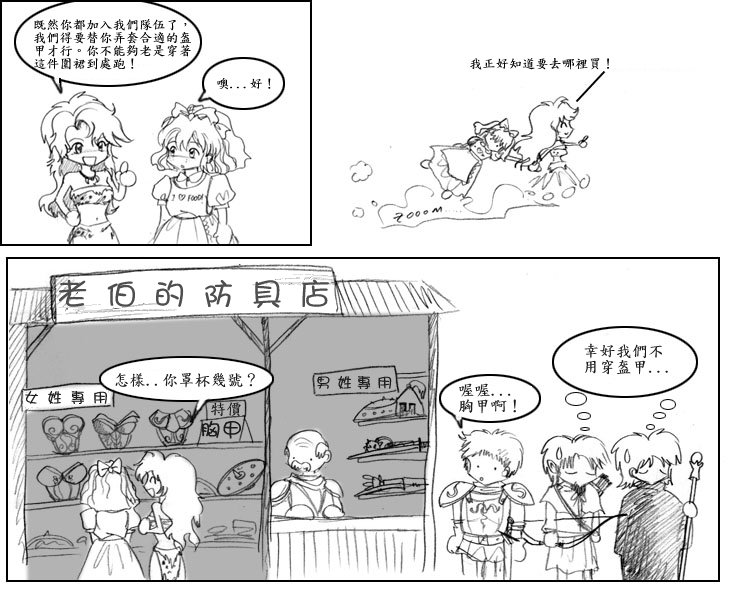 既然你都加入我們隊伍了，
我們得要替你弄套合適的盔
甲才行。你不能夠老是穿著
這件圍裙到處跑！
噢...好！
I ♡ FOOD!
我正好知道要去哪裡買！
ZOOOM
老伯的防具店
怎樣..你罩杯幾號？
女姓專用
特價
胸甲
男姓專用
喔喔...
胸甲啊！
幸好我們不
用穿盔甲...